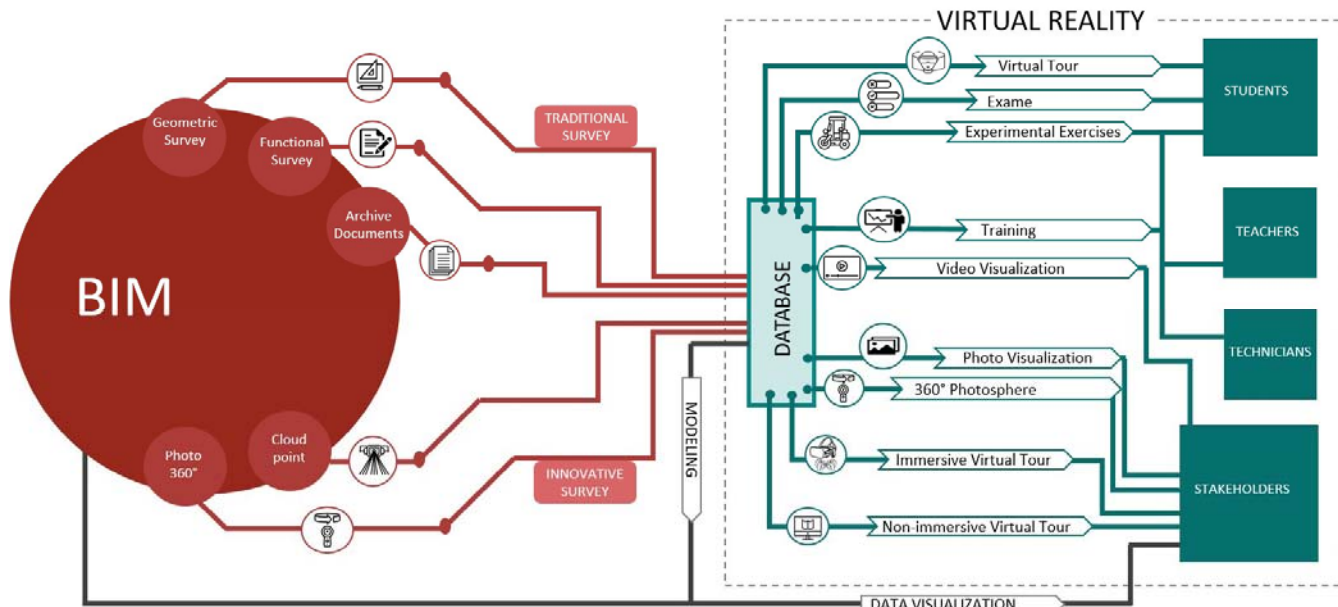 VIRTUAL REALITY
Geometric
Survey
Functional
Survey
Archive
Documents
BIM
Cloud
point
Photo
360°
TRADITIONAL
SURVEY
INNOVATIVE
SURVEY
MODELING
DATABASE
Virtual Tour
Exame
Experimental Exercises
Training
Video Visualization
Photo Visualization
360° Photosphere
Immersive Virtual Tour
Non-immersive Virtual Tour
STUDENTS
TEACHERS
TECHNICIANS
STAKEHOLDERS
DATA VISUALIZATION